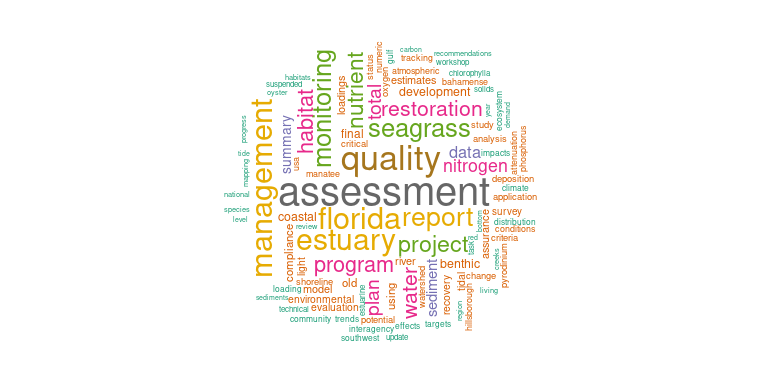 carbon
recommendations
tracking
workshop
gulf
numeric
status
oxygen
atmospheric
chlorophylla
habitats
suspended
oyster
estimates
bahamense
solids
loadings
development
nutrient
monitoring
total
restoration
habitat
year
ecosystem
demand
management
progress
summary
final
seagrass
study
critical
analysis
tide
usa
quality
data
impacts
nitrogen
attenuation
phosphorus
mapping
manatee
deposition
national
assessment
climate
application
species
level
coastal
florida
report
survey
bottom
distribution
review
assurance
conditions
estuary
project
red
task
criteria
compliance
light
program
river
benthic
creeks
pyrodinium
watershed
sediment
tidal
change
shoreline
old
loading
model
plan
water
using
recovery
living
sediments
environmental
estuarine
technical
evaluation
region
hillsborough
community
trends
potential
effects
targets
interagency
southwest
update